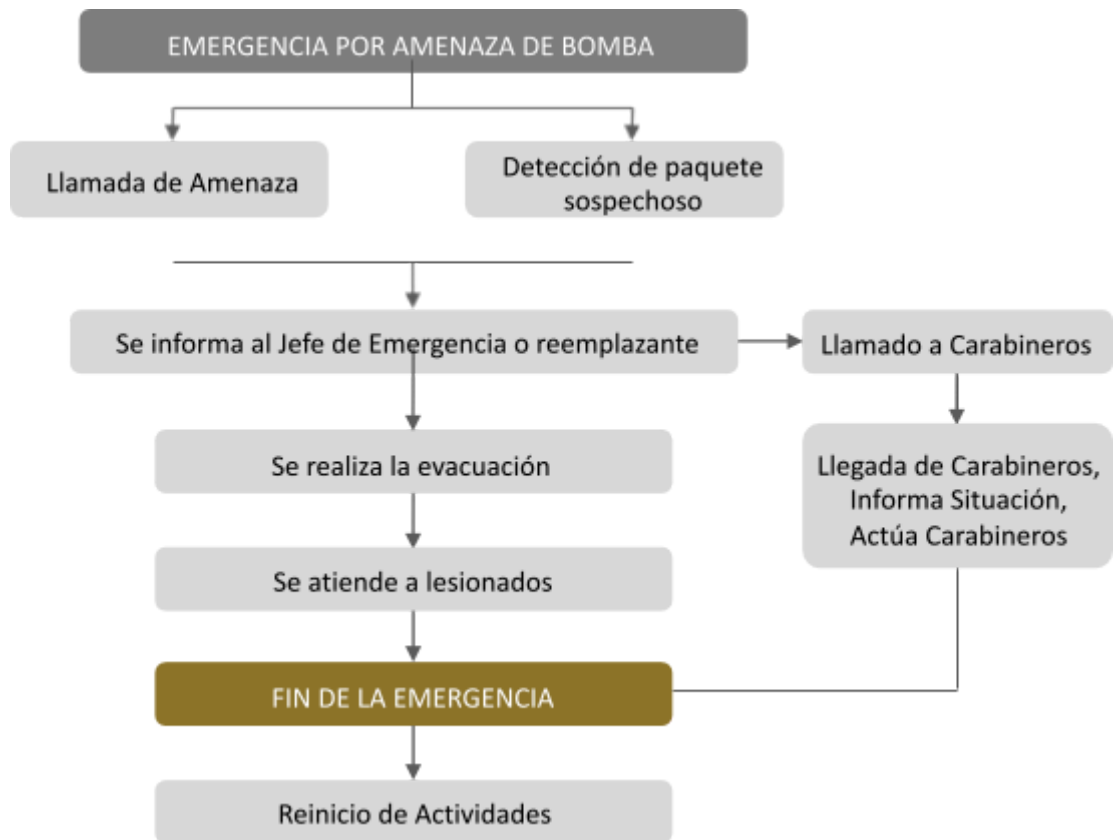 EMERGENCIA POR AMENAZA DE BOMBA
Llamada de Amenaza
Detección de paquete
sospechoso
Se informa al Jefe de Emergencia o reemplazante
Llamado a Carabineros
Se realiza la evacuación
Llegada de Carabineros,
Informa Situación,
Actúa Carabineros
Se atiende a lesionados
FIN DE LA EMERGENCIA
Reinicio de Actividades